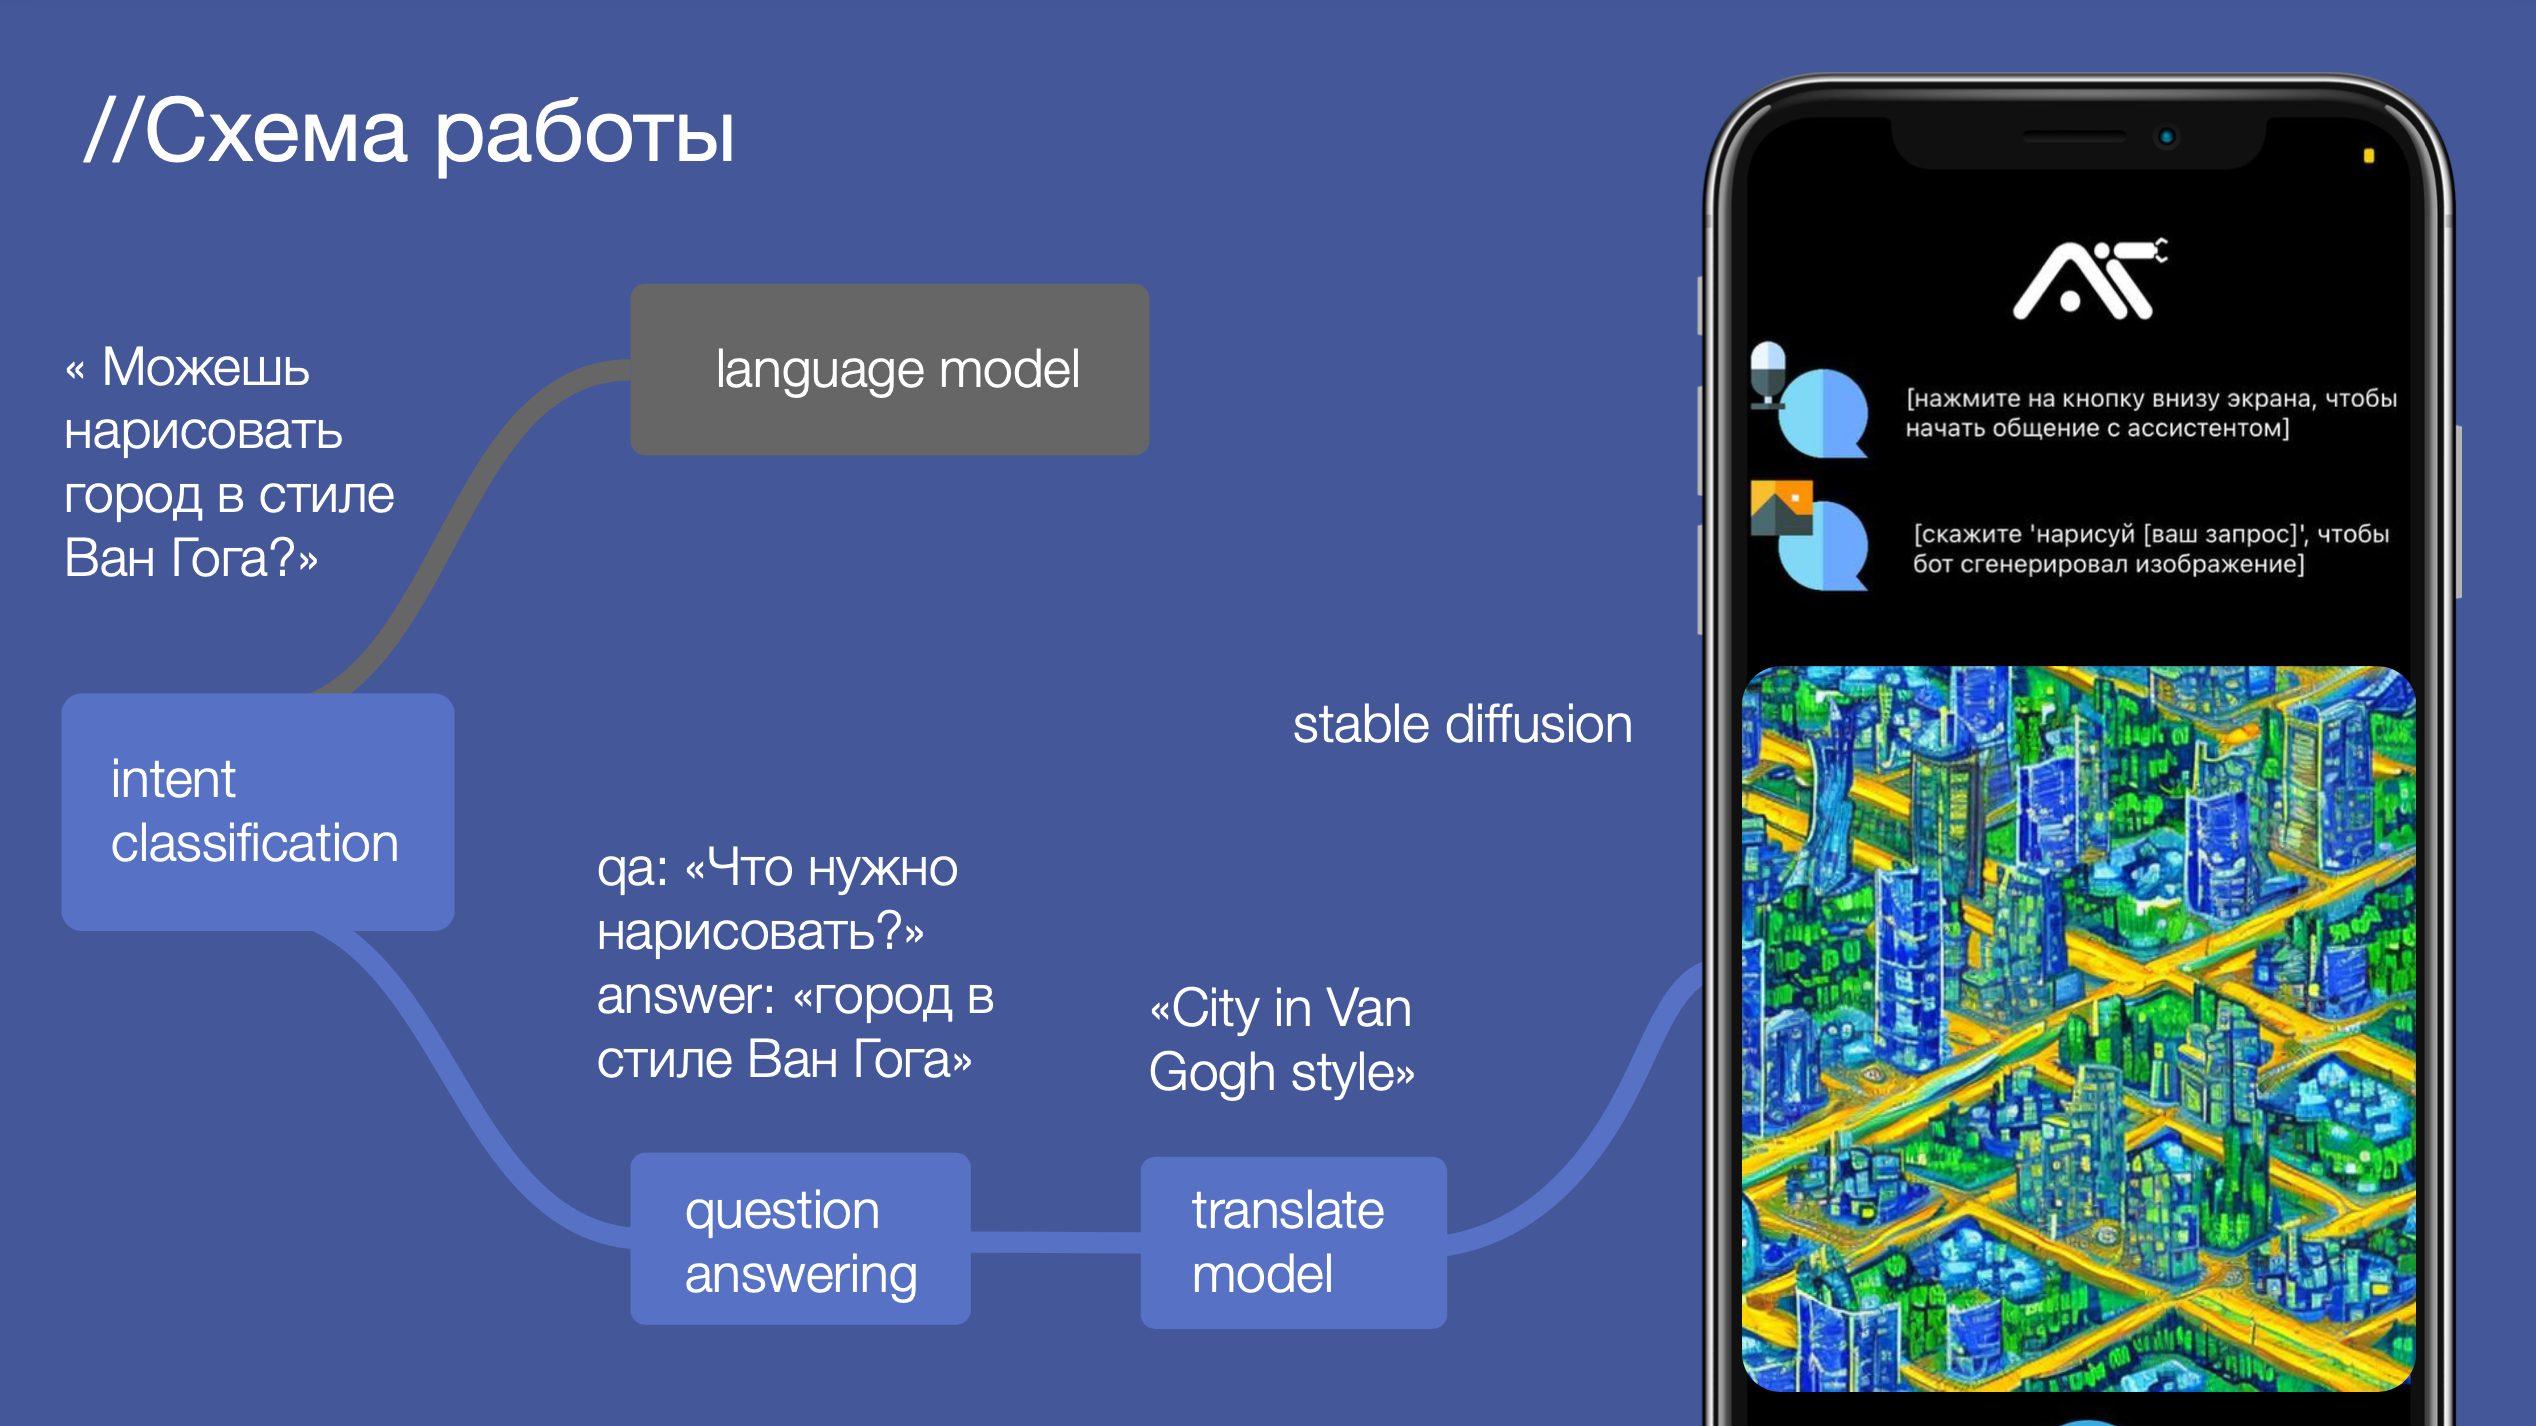 //Схема работы
« Можешь
нарисовать
город в стиле
Ван Гога?»
language model
intent
classification
qa: «Что нужно
нарисовать?»
answer: «город в
стиле Ван Гога»
question
answering
«City in Van
Gogh style»
translate
model
stable diffusion
[нажмите на кнопку внизу экрана, чтобы
начать общение с ассистентом]
[скажите 'нарисуй [ваш запрос]', чтобы
бот сгенерировал изображение]